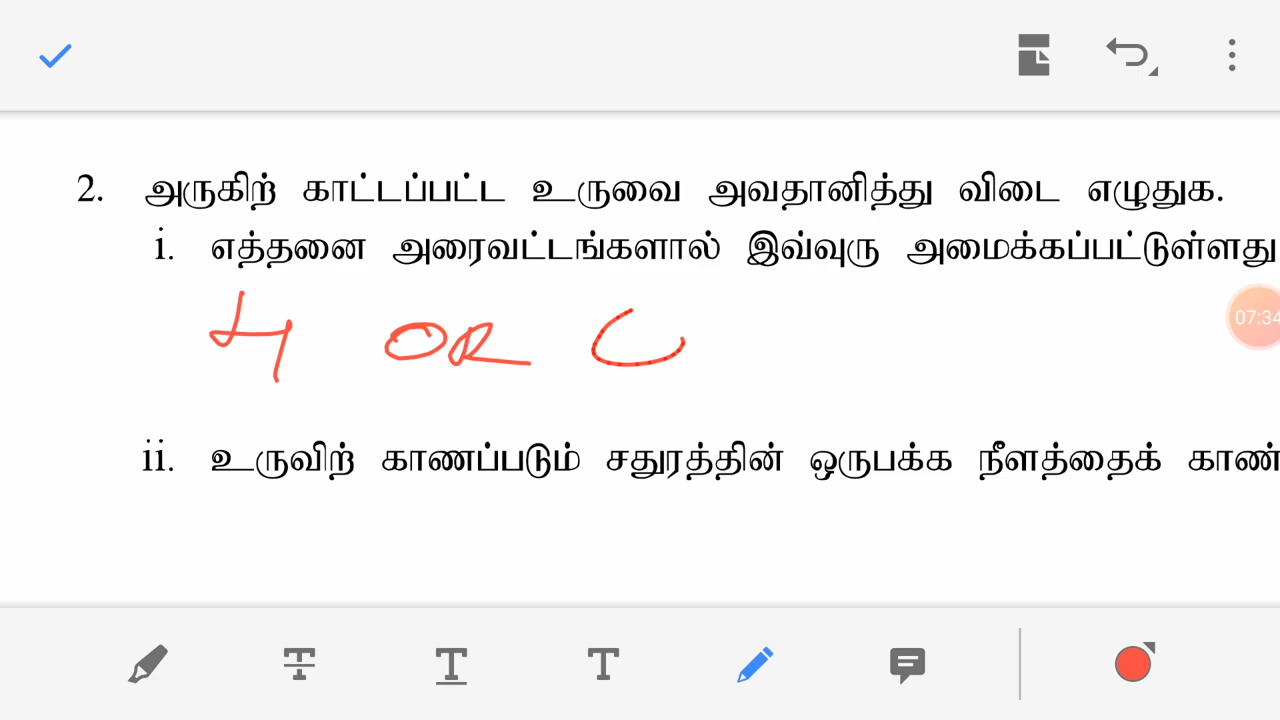 2. அருகிற் காட்டப்பட்ட உருவை அவதானித்து விடை எழுதுக.
i. எத்தனை அரைவட்டங்களால் இவ்வுரு அமைக்கப்பட்டுள்ளது
07:34
4 OR
ii. உருவிற் காணப்படும் சதுரத்தின் ஒருபக்க நீளத்தைக் காண்
T T T